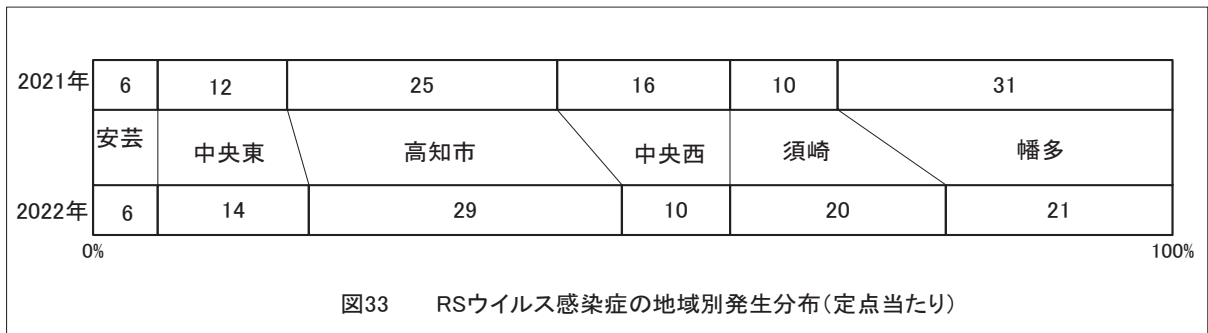 2021年 6 12 25 16 10 31
安芸 中央東 高知市 中央西 須崎 幡多
2022年 6 14 29 10 20 21
0% 100%
図33 RSウイルス感染症の地域別発生分布（定点当たり）